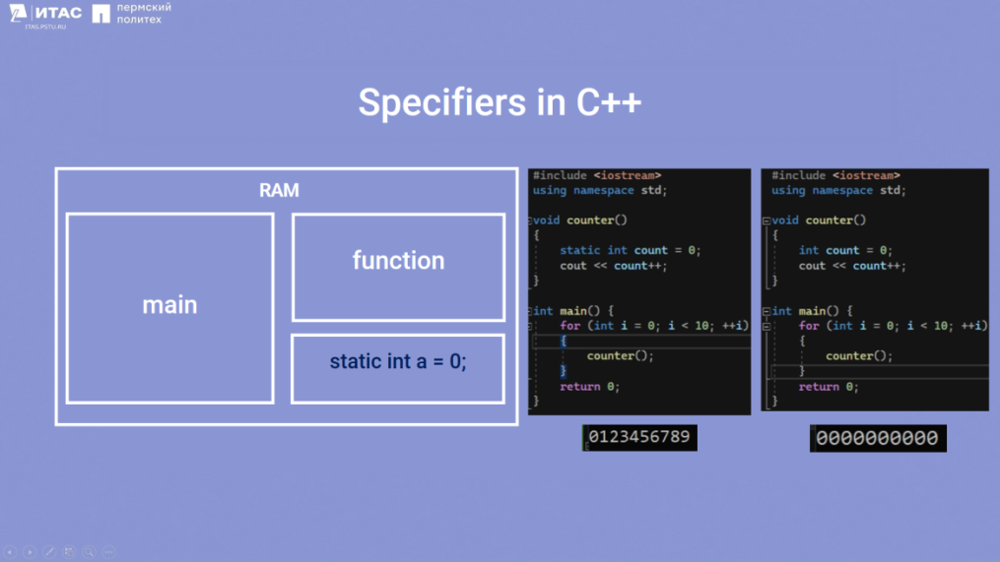 ИТАС
ITAS.PSTU.RU
пермский
политех
Specifiers in C++
RAM
main
function
static int a = 0;
#include <iostream>
using namespace std;
void counter()
{
static int count = 0;
cout << count++;
}
int main() {
for (int i = 0; i < 10; ++i)
{
counter();
}
return 0;
}
0123456789
#include <iostream>
using namespace std;
void counter()
{
int count = 0;
cout << count++;
}
int main() {
for (int i = 0; i < 10; ++i)
{
counter();
}
return 0;
}
0000000000